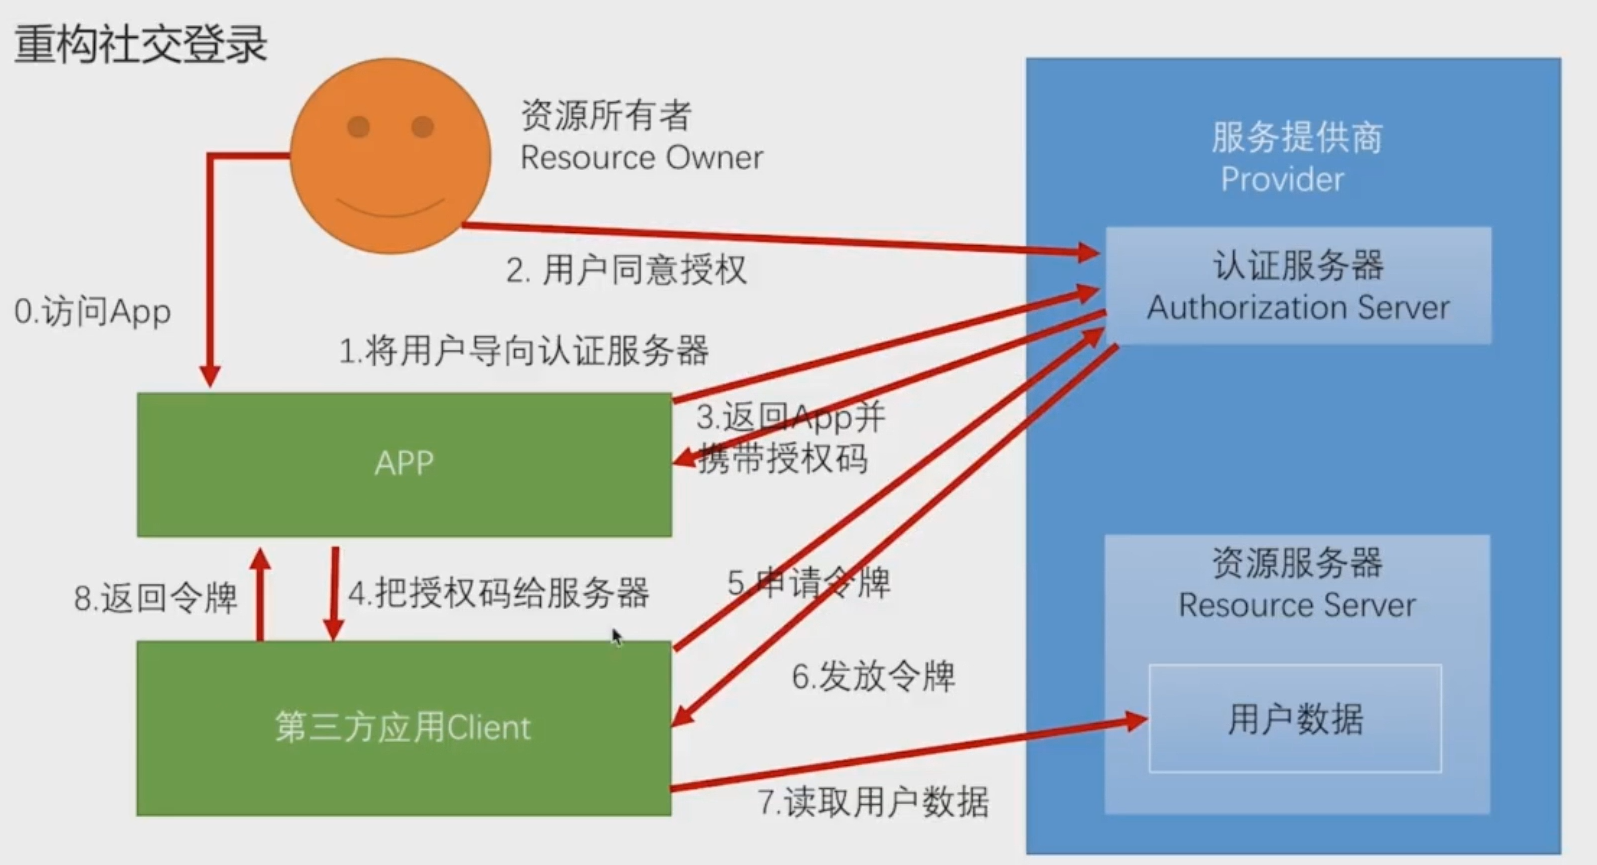 重构社交登录
资源所有者
Resource Owner
服务提供商
Provider
认证服务器
Authorization Server
2. 用户同意授权
0.访问App
1.将用户导向认证服务器
3.返回App并
携带授权码
APP
8.返回令牌
4.把授权码给服务器
5.申请令牌
资源服务器
Resource Server
6.发放令牌
第三方应用Client
用户数据
7.读取用户数据